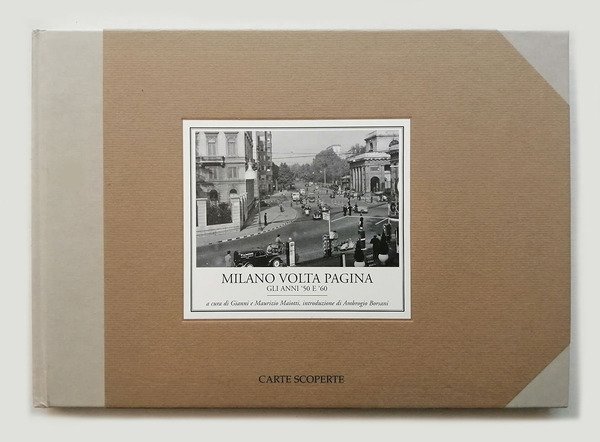 MILANO VOLTA PAGINA
GLI ANNI '50 E '60
a cura di Gianni e Maurizio Maiotti, introduzione di Ambrogio Borsani
CARTE SCOPERTE